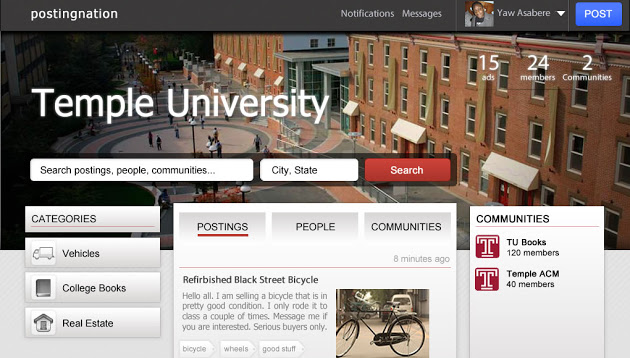 postingnation
Notifications Messages Yaw Asabere POST
15 24 2
ads members Communities
Temple University
Search postings, people, communities... City, State Search
CATEGORIES
Vehicles
College Books
Real Estate
POSTINGS PEOPLE COMMUNITIES
8 minutes ago
Refirbished Black Street Bicycle
Hello all. I am selling a bicycle that is in
pretty good condition. I only rode it to
class a couple of times. Message me if
you are interested. Serious buyers only.
bicycle wheels good stuff
COMMUNITIES
TU Books
120 members
Temple ACM
40 members